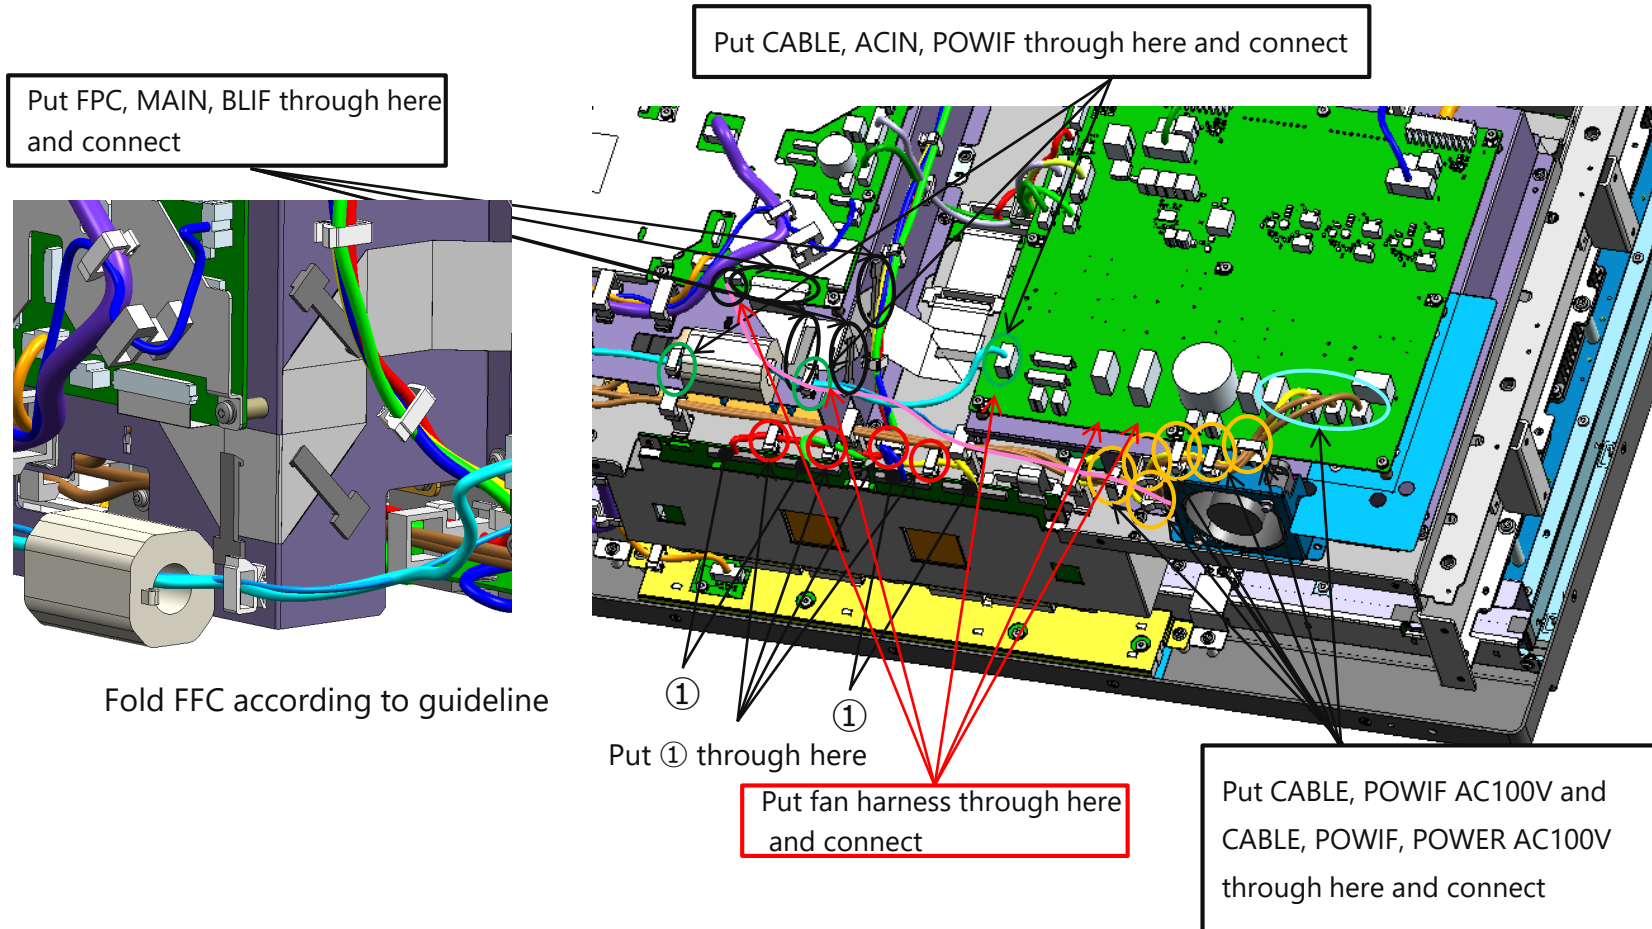 Put CABLE, ACIN, POWIF through here and connect
Put FPC, MAIN, BLIF through here
and connect
Fold FFC according to guideline
①
①
Put ① through here
Put fan harness through here
and connect
Put CABLE, POWIF AC100V and
CABLE, POWIF, POWER AC100V
through here and connect